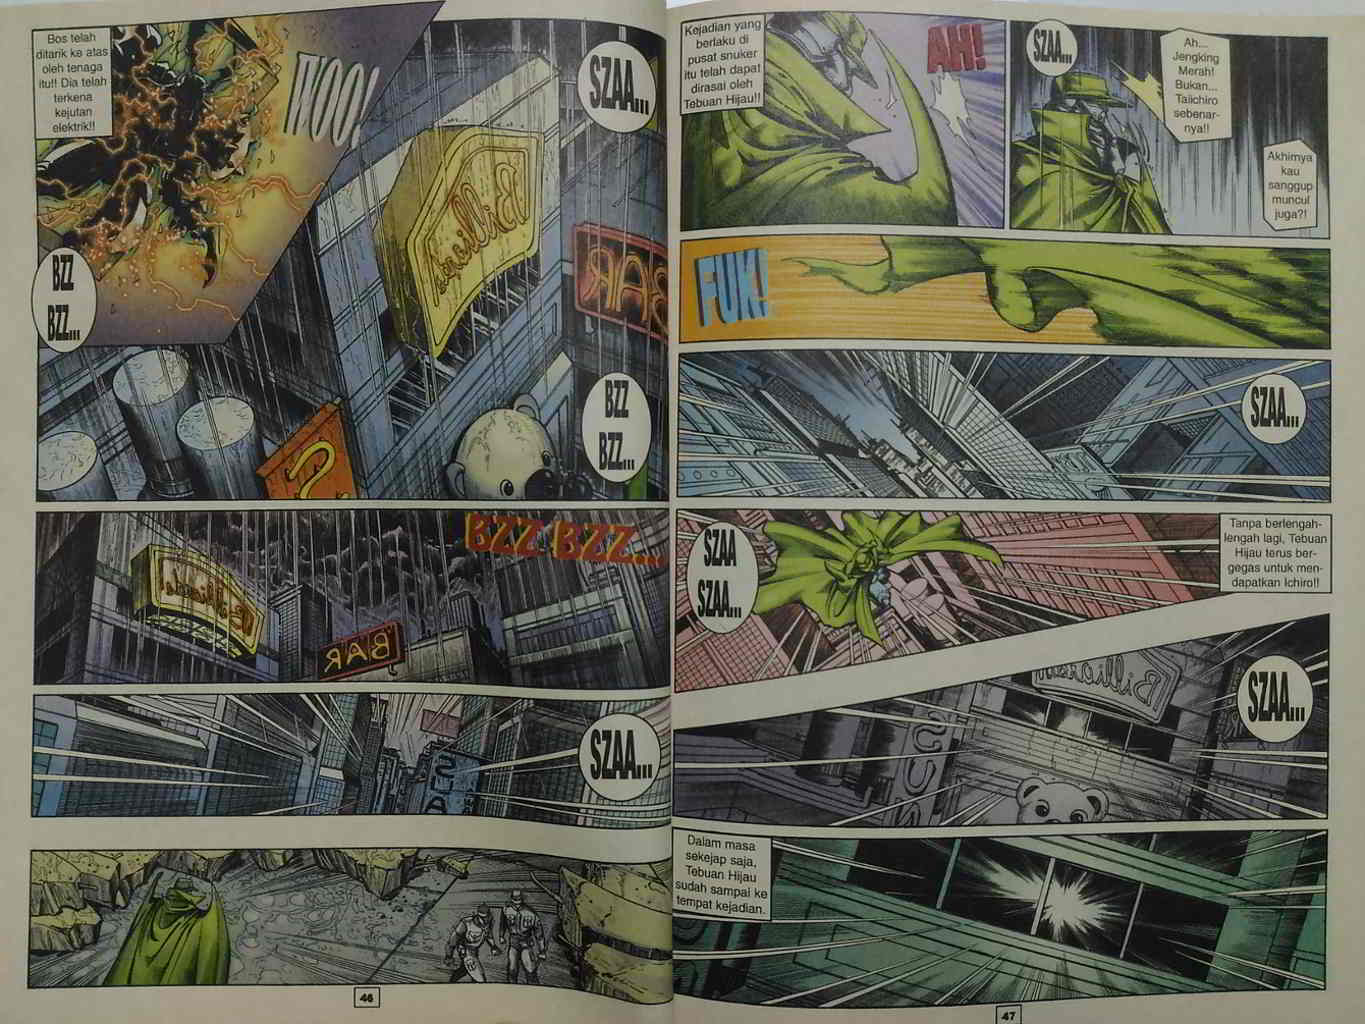 Bos telah
ditarik ke atas
oleh tenaga
itu!! Dia telah
terkena
kejutan
elektrik!!
WOO!
SZAA...
Billiard
BAR
BZZ
BZZ...
BZZ
BZZ...
S
BZZ BZZ...
Billiard
BAR
SZAA...
46
Kejadian yang
berlaku di
pusat snuker
itu telah dapat
dirasai oleh
Tebuan Hijau!!
AH!
SZAA...
Ah...
Jengking
Merah!
Bukan...
Taiichiro
sebenar-
nya!!
Akhirnya
kau
sanggup
muncul
juga?!
FUK!
SZAA...
SZAA
SZAA...
Tanpa berlengah-
lengah lagi, Tebuan
Hijau terus ber-
gegas untuk men-
dapatkan Ichiro!!
Billiard
SZAA...
SUN
Dalam masa
sekejap saja,
Tebuan Hijau
sudah sampai ke
tempat kejadian.
47